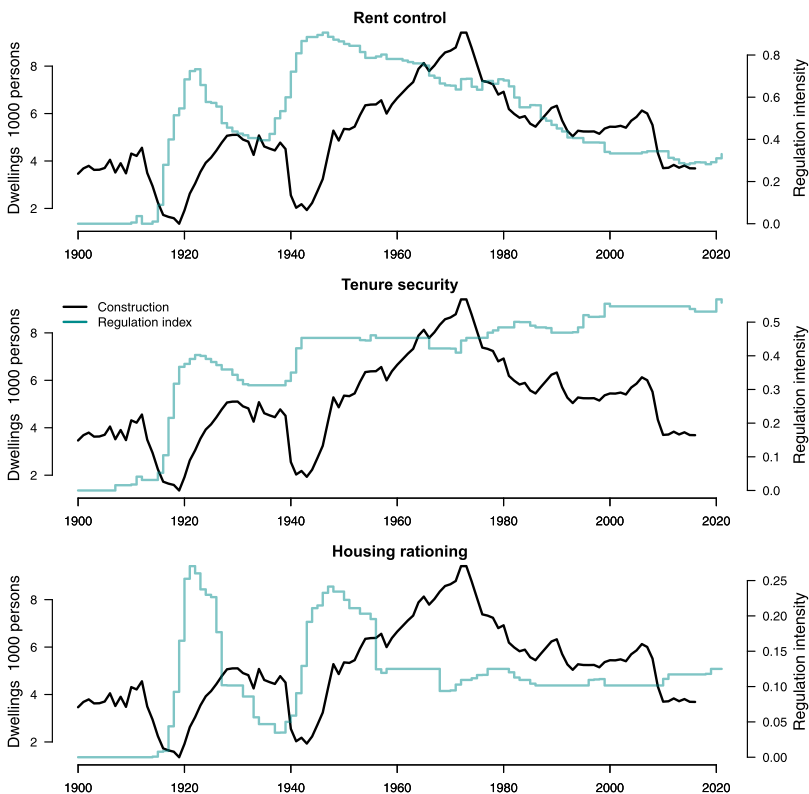 Rent control
Dwellings 1000 persons
8
6
4
2
0.8
0.6
0.4
0.2
0.0
Regulation intensity
1900 1920 1940 1960 1980 2000 2020
Tenure security
Construction
Regulation index
Dwellings 1000 persons
8
6
4
2
0.5
0.4
0.3
0.2
0.1
0.0
Regulation intensity
1900 1920 1940 1960 1980 2000 2020
Housing rationing
Dwellings 1000 persons
8
6
4
2
0.25
0.20
0.15
0.10
0.05
0.00
Regulation intensity
1900 1920 1940 1960 1980 2000 2020